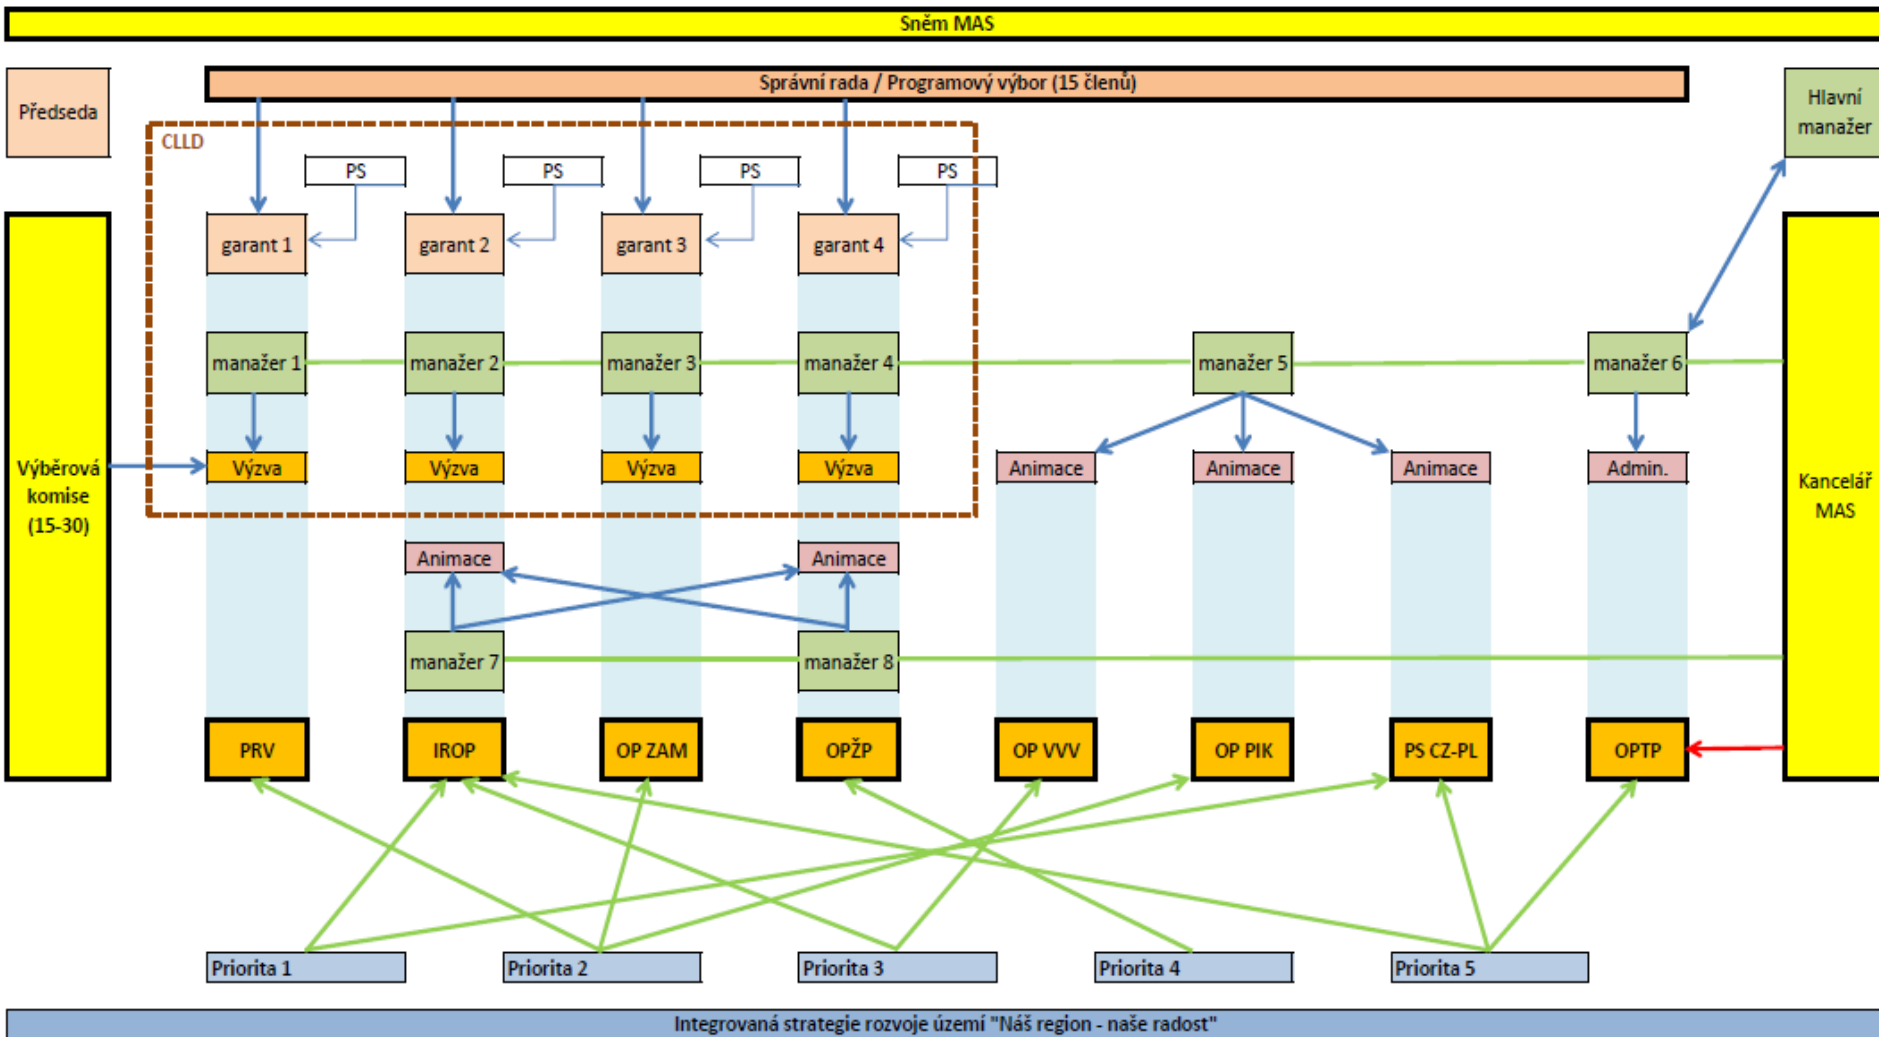 Sněm MAS
Předseda
Správní rada / Programový výbor (15 členů)
Hlavní
manažer
CLLD
PS
PS
PS
PS
garant 1
garant 2
garant 3
garant 4
manažer 1
manažer 2
manažer 3
manažer 4
manažer 5
manažer 6
Výběrová
komise
(15-30)
Výzva
Výzva
Výzva
Výzva
Animace
Animace
Animace
Admin.
Kancelář
MAS
Animace
Animace
manažer 7
manažer 8
PRV
IROP
OP ZAM
OPŽP
OP VVV
OP PIK
PS CZ-PL
OPTP
Priorita 1
Priorita 2
Priorita 3
Priorita 4
Priorita 5
Integrovaná strategie rozvoje území "Náš region - naše radost"